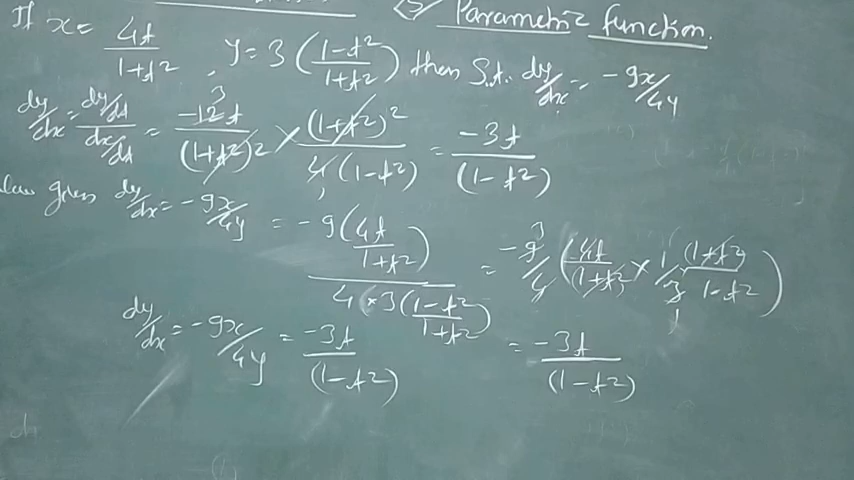 5) Parametric function.
If x = 4t/(1+t²), y = 3((1-t²)/(1+t²)) then S.t. dy/dx = -9x/4y
dy/dx = (dy/dt)/(dx/dt) = -12t/(1+t²)² × (1+t²)²/4(1-t²) = -3t/(1-t²)
given dy/dx = -9x/4y = -9(4t/(1+t²))/(4×3((1-t²)/(1+t²))) = -9/4 (4t/(1+t²) × 1/3 (1+t²)/(1-t²))
dy/dx = -9x/4y = -3t/(1-t²) = -3t/(1-t²)